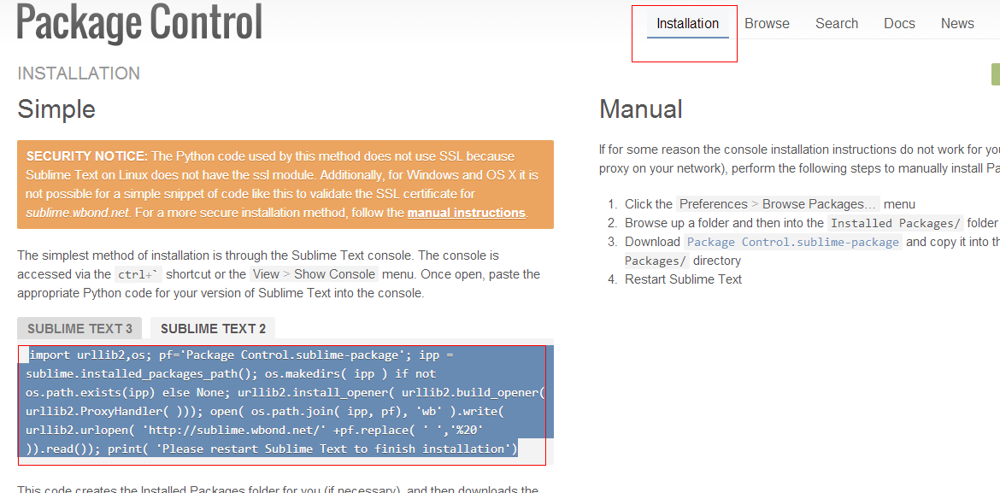 Package Control
Installation Browse Search Docs News
INSTALLATION
Simple
SECURITY NOTICE: The Python code used by this method does not use SSL because
Sublime Text on Linux does not have the ssl module. Additionally, for Windows and OS X it is
not possible for a simple snippet of code like this to validate the SSL certificate for
sublime.wbond.net. For a more secure installation method, follow the manual instructions.
The simplest method of installation is through the Sublime Text console. The console is
accessed via the ctrl+` shortcut or the View > Show Console menu. Once open, paste the
appropriate Python code for your version of Sublime Text into the console.
SUBLIME TEXT 3 SUBLIME TEXT 2
import urllib2,os; pf='Package Control.sublime-package'; ipp =
sublime.installed_packages_path(); os.makedirs( ipp ) if not
os.path.exists(ipp) else None; urllib2.install_opener( urllib2.build_opener(
urllib2.ProxyHandler( ))); open( os.path.join( ipp, pf), 'wb' ).write(
urllib2.urlopen( 'http://sublime.wbond.net/' +pf.replace( ' ','%20'
)).read()); print( 'Please restart Sublime Text to finish installation')
This code creates the Installed Packages folder for you (if necessary), and then downloads the
Manual
If for some reason the console installation instructions do not work for you
proxy on your network), perform the following steps to manually install Pa
1. Click the Preferences > Browse Packages… menu
2. Browse up a folder and then into the Installed Packages/ folder
3. Download Package Control.sublime-package and copy it into th
Packages/ directory
4. Restart Sublime Text